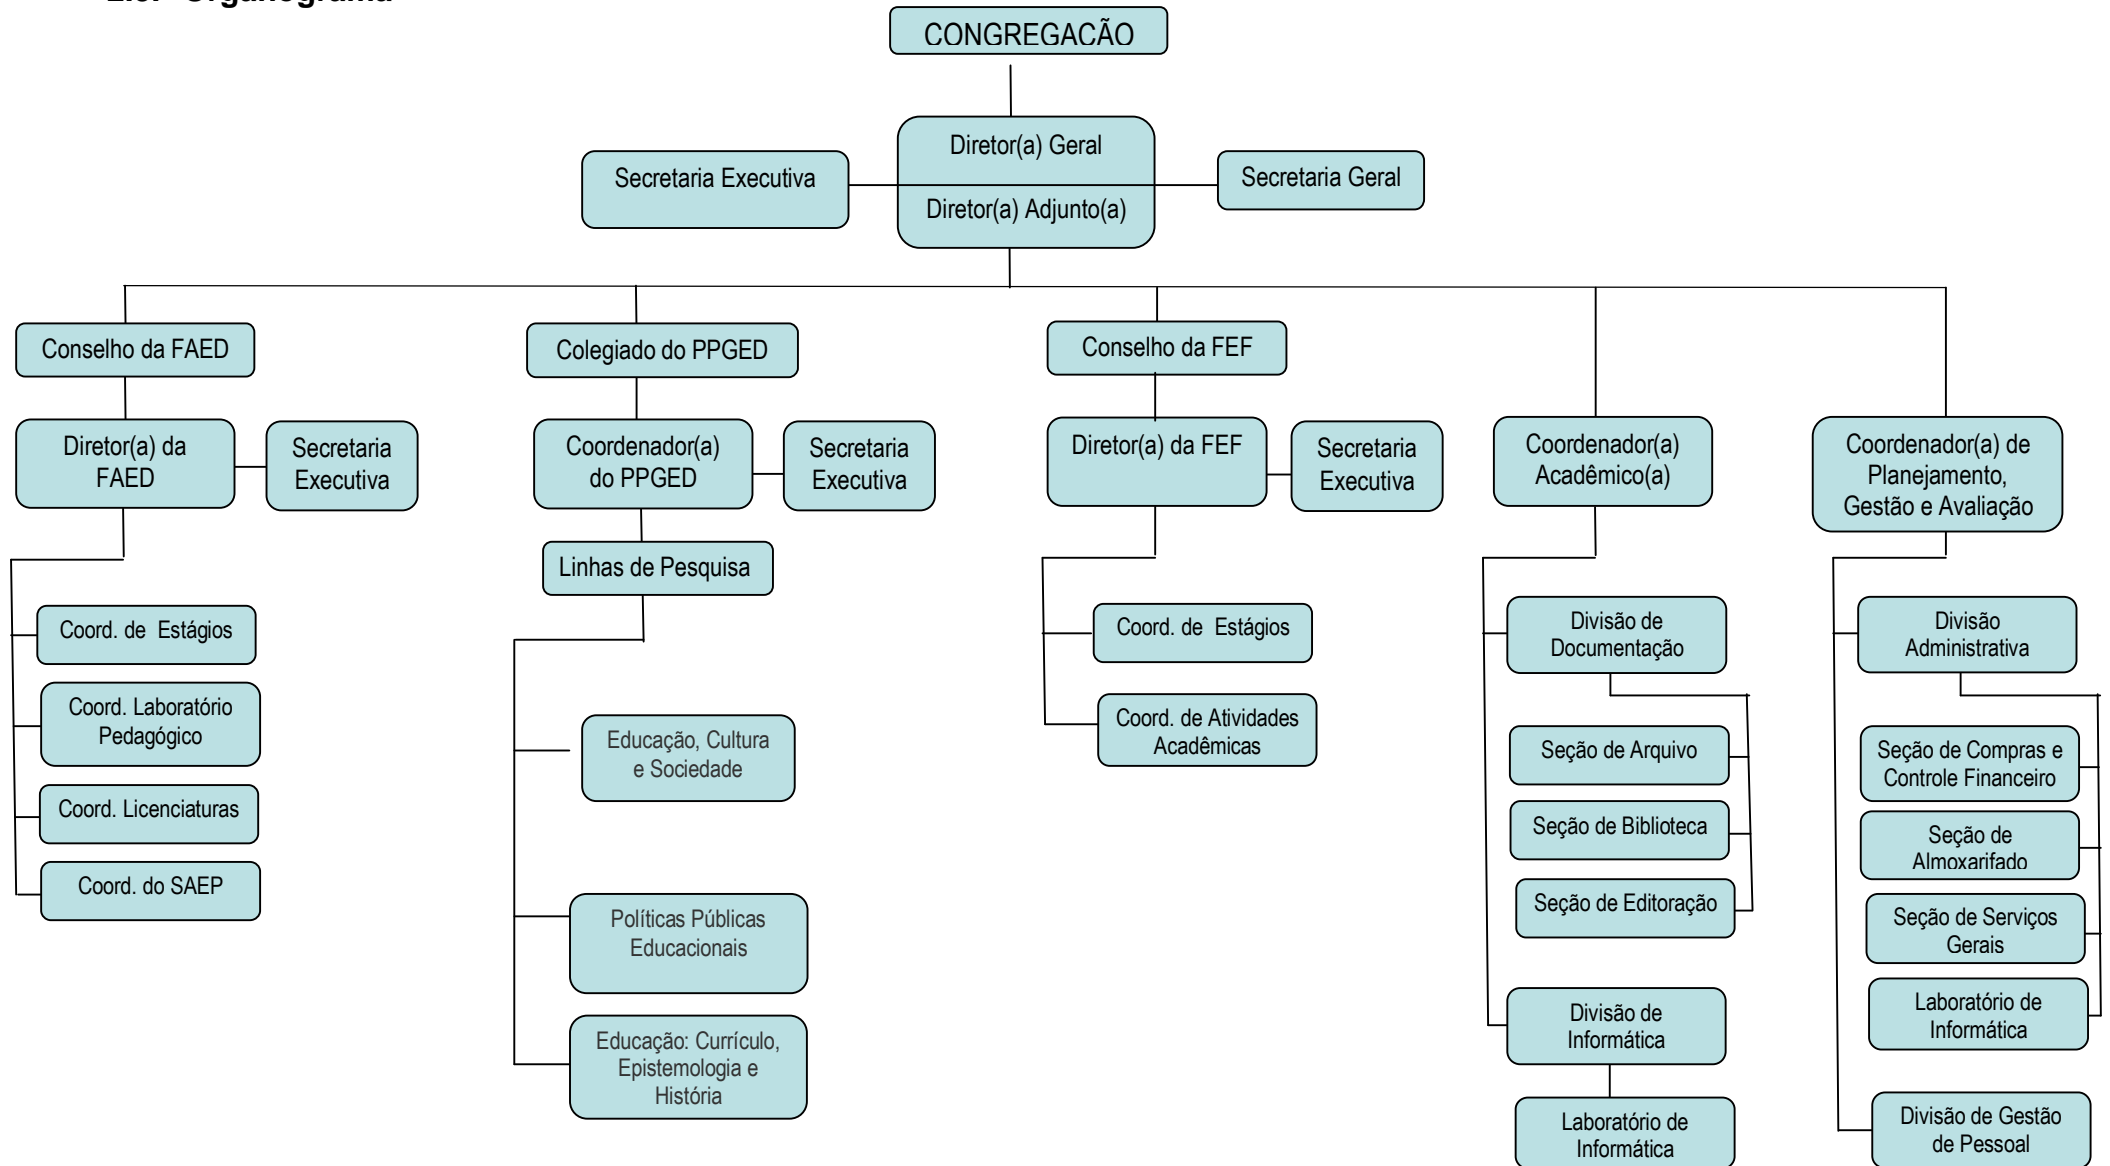 Organograma
CONGREGACÃO
Diretor(a) Geral
Diretor(a) Adjunto(a)
Secretaria Executiva
Secretaria Geral
Conselho da FAED
Diretor(a) da
FAED
Secretaria
Executiva
Coord. de Estágios
Coord. Laboratório
Pedagógico
Coord. Licenciaturas
Coord. do SAEP
Colegiado do PPGED
Coordenador(a)
do PPGED
Secretaria
Executiva
Linhas de Pesquisa
Educação, Cultura
e Sociedade
Políticas Públicas
Educacionais
Educação: Currículo,
Epistemologia e
História
Conselho da FEF
Diretor(a) da FEF
Secretaria
Executiva
Coord. de Estágios
Coord. de Atividades
Acadêmicas
Coordenador(a)
Acadêmico(a)
Divisão de
Documentação
Seção de Arquivo
Seção de Biblioteca
Seção de Editoração
Divisão de
Informática
Laboratório de
Informática
Coordenador(a) de
Planejamento,
Gestão e Avaliação
Divisão
Administrativa
Seção de Compras e
Controle Financeiro
Seção de
Almoxarifado
Seção de Serviços
Gerais
Laboratório de
Informática
Divisão de Gestão
de Pessoal